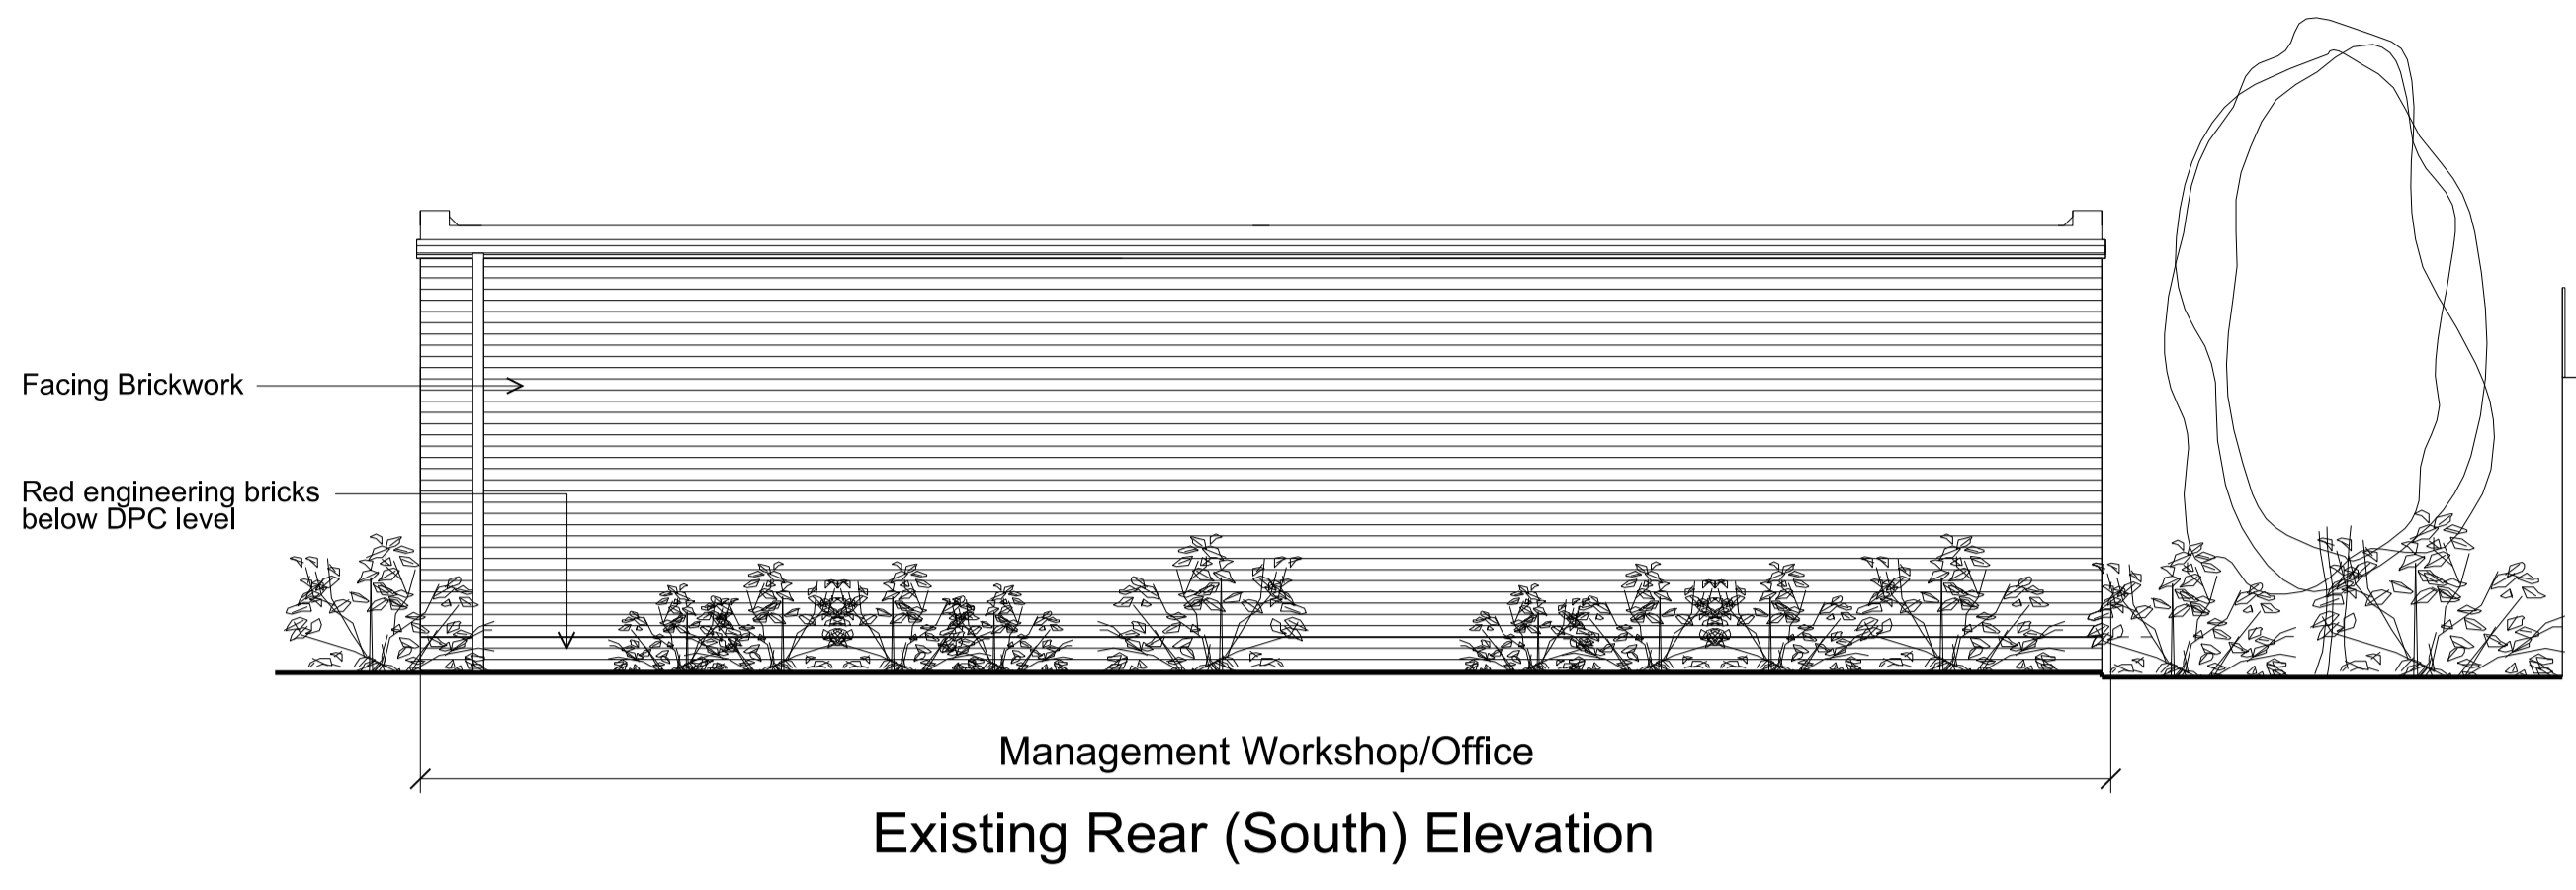 Facing Brickwork
Red engineering bricks
below DPC level
Management Workshop/Office
Existing Rear (South) Elevation